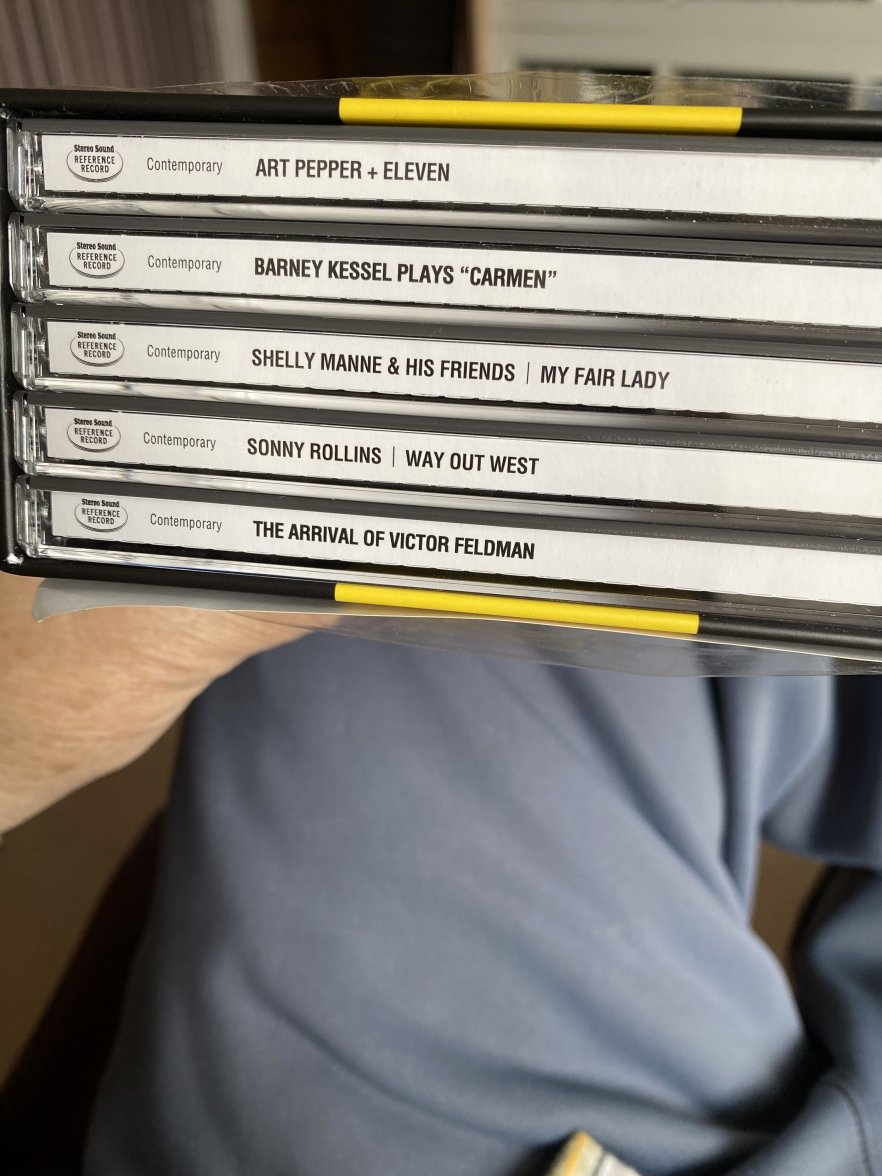 Stereo Sound
REFERENCE
RECORD
Contemporary ART PEPPER + ELEVEN
Stereo Sound
REFERENCE
RECORD
Contemporary BARNEY KESSEL PLAYS “CARMEN”
Stereo Sound
REFERENCE
RECORD
Contemporary SHELLY MANNE & HIS FRIENDS | MY FAIR LADY
Stereo Sound
REFERENCE
RECORD
Contemporary SONNY ROLLINS | WAY OUT WEST
Stereo Sound
REFERENCE
RECORD
Contemporary THE ARRIVAL OF VICTOR FELDMAN